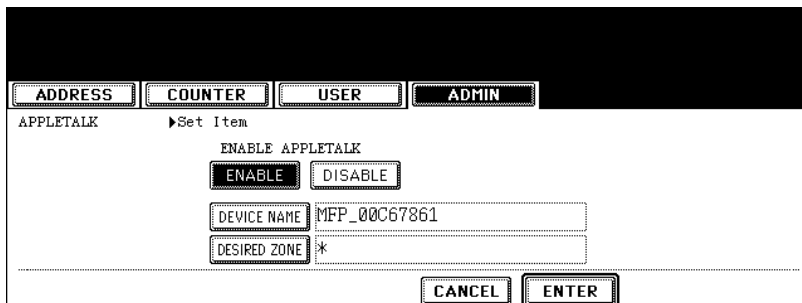 ADDRESS COUNTER USER ADMIN
APPLETALK ▶Set Item
ENABLE APPLETALK
ENABLE DISABLE
DEVICE NAME MFP_00C67861
DESIRED ZONE *
CANCEL ENTER